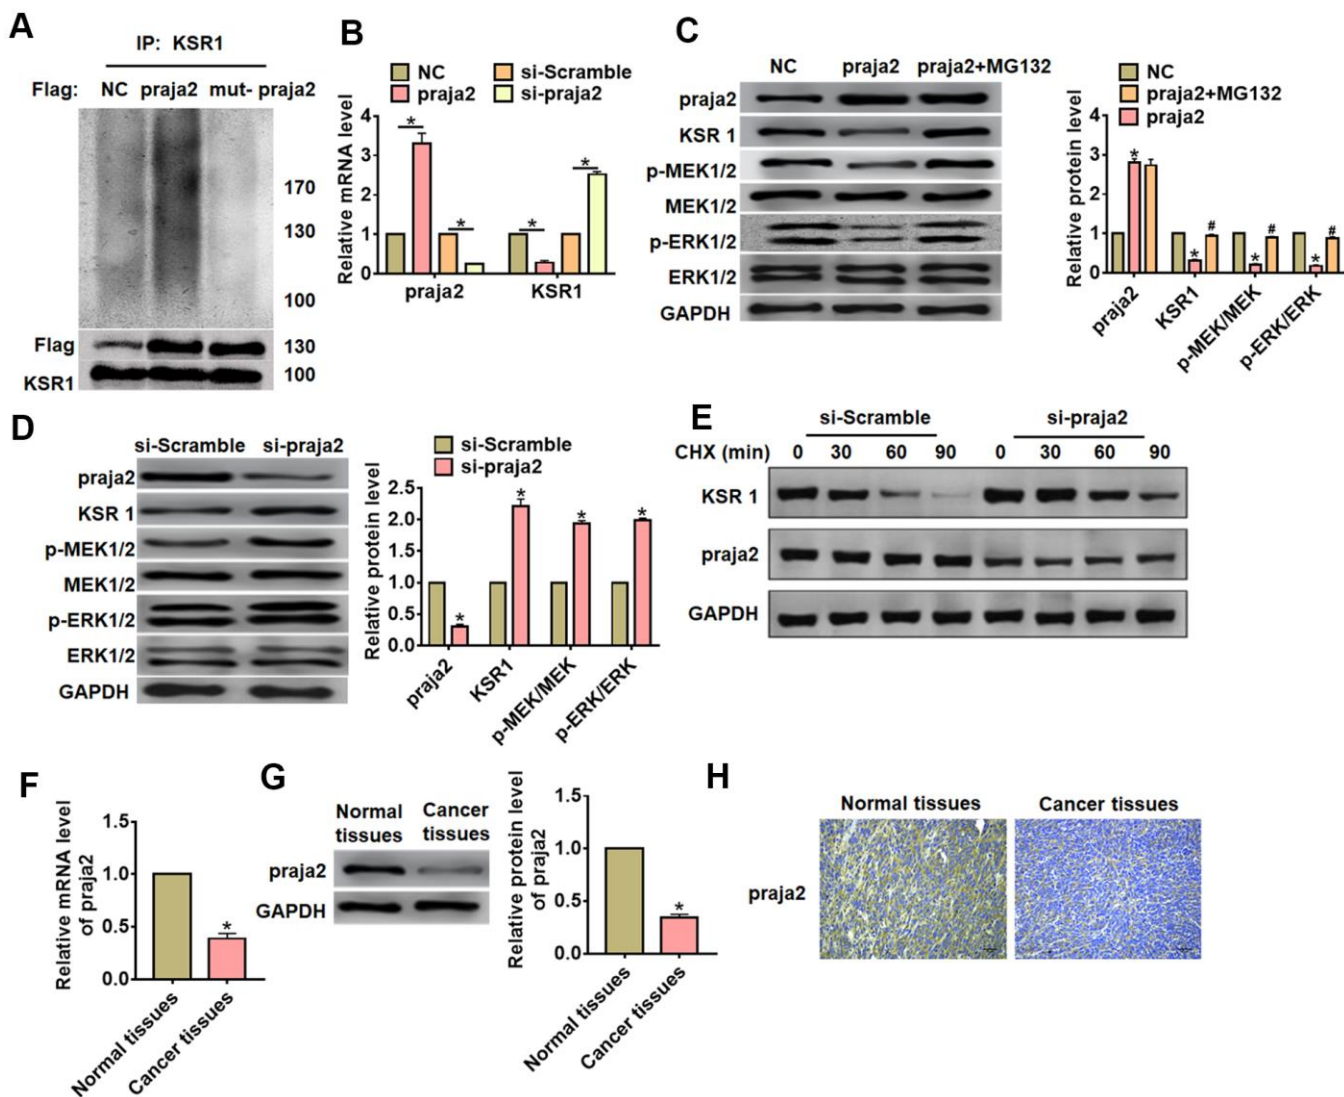 A
IP: KSR1
Flag: NC praja2 mut- praja2
170
130
100
Flag 130
KSR1 100
B
NC si-Scramble
praja2 si-praja2
Relative mRNA level
4
3
2
1
0
* * * *
praja2 KSR1
C
NC praja2 praja2+MG132
praja2
KSR 1
p-MEK1/2
MEK1/2
p-ERK1/2
ERK1/2
GAPDH
NC
praja2+MG132
praja2
Relative protein level
4
3
2
1
0
* * # * # * #
praja2
KSR1
p-MEK/MEK
p-ERK/ERK
D
si-Scramble si-praja2
praja2
KSR 1
p-MEK1/2
MEK1/2
p-ERK1/2
ERK1/2
GAPDH
si-Scramble
si-praja2
Relative protein level
2.5
2.0
1.5
1.0
0.5
0.0
* * * *
praja2
KSR1
p-MEK/MEK
p-ERK/ERK
E
si-Scramble si-praja2
CHX (min) 0 30 60 90 0 30 60 90
KSR 1
praja2
GAPDH
F
Relative mRNA level
of praja2
1.5
1.0
0.5
0.0
*
Normal tissues
Cancer tissues
G
Normal Cancer
tissues tissues
praja2
GAPDH
Relative protein level
of praja2
1.5
1.0
0.5
0.0
*
Normal tissues
Cancer tissues
H
Normal tissues Cancer tissues
praja2